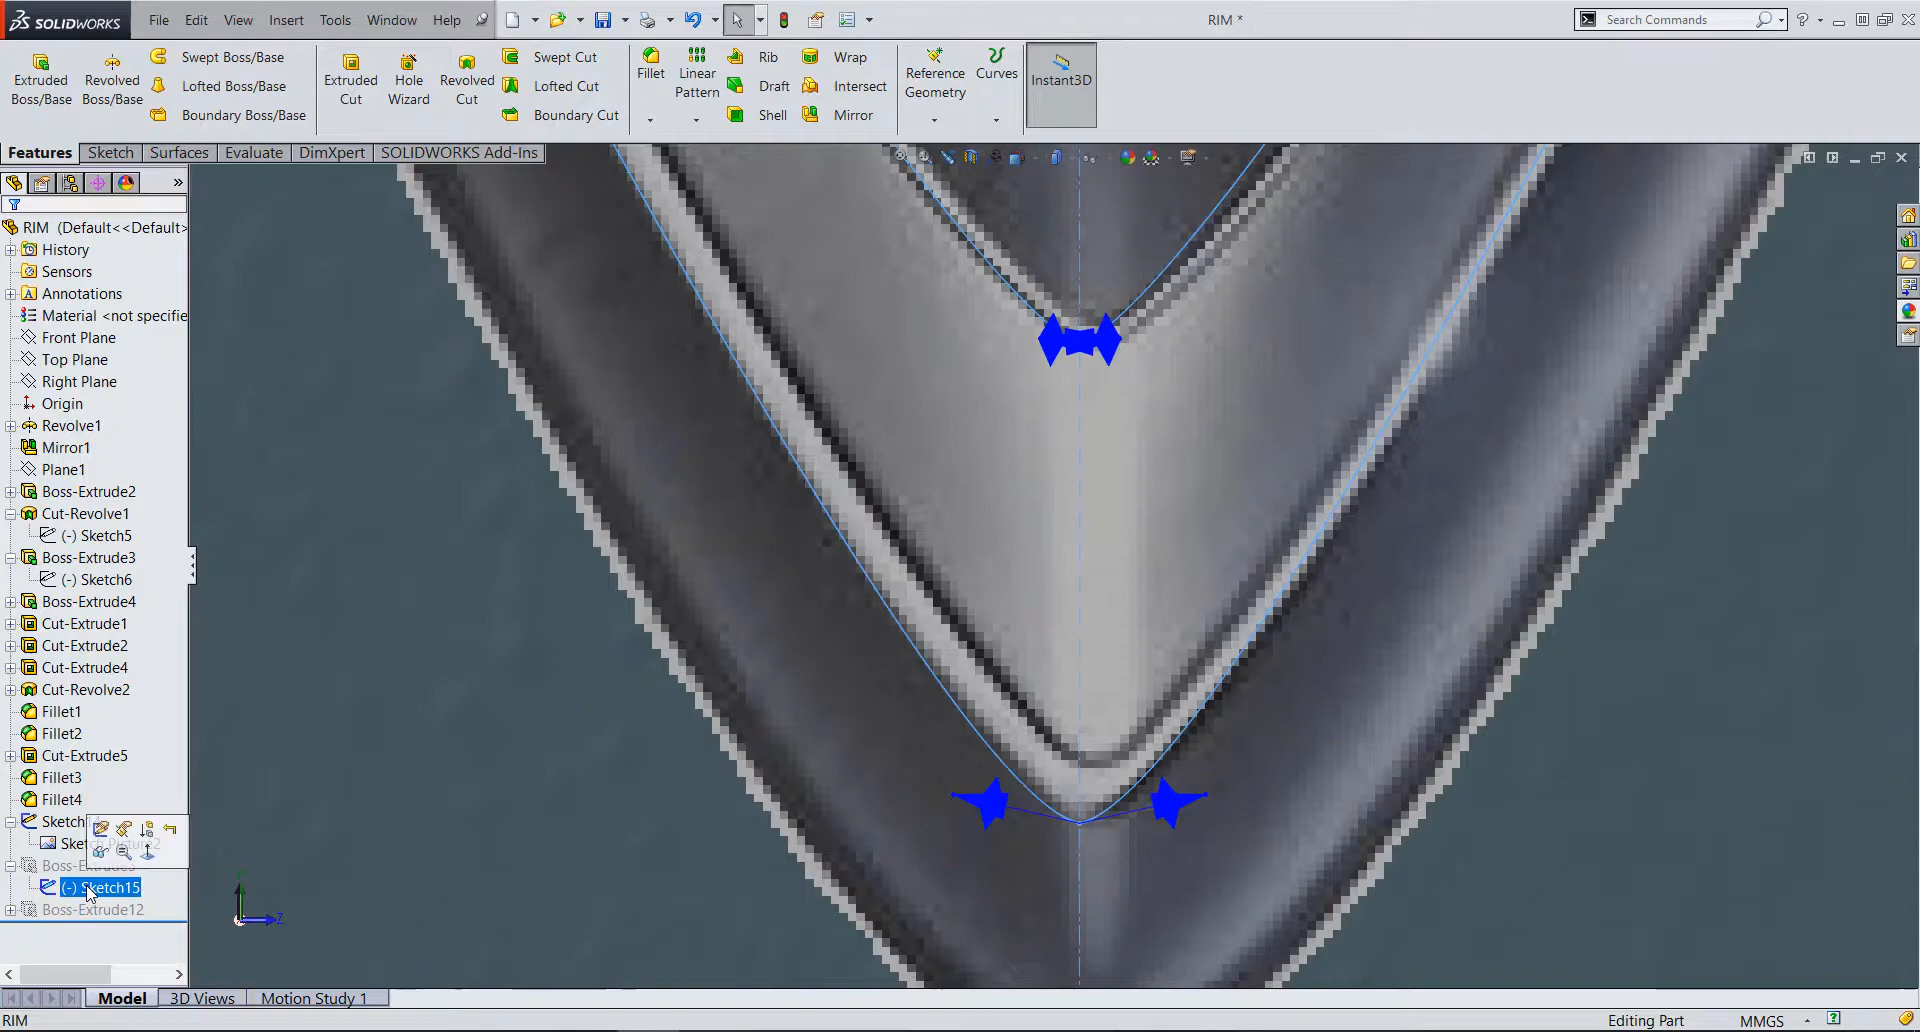 SOLIDWORKS File Edit View Insert Tools Window Help RIM * Search Commands
Extruded Boss/Base
Revolved Boss/Base
Swept Boss/Base
Lofted Boss/Base
Boundary Boss/Base
Extruded Cut
Hole Wizard
Revolved Cut
Swept Cut
Lofted Cut
Boundary Cut
Fillet
Linear Pattern
Rib
Draft
Shell
Wrap
Intersect
Mirror
Reference Geometry
Curves
Instant3D
Features Sketch Surfaces Evaluate DimXpert SOLIDWORKS Add-Ins
RIM (Default<<Default>
History
Sensors
Annotations
Material <not specifie
Front Plane
Top Plane
Right Plane
Origin
Revolve1
Mirror1
Plane1
Boss-Extrude2
Cut-Revolve1
(-) Sketch5
Boss-Extrude3
(-) Sketch6
Boss-Extrude4
Cut-Extrude1
Cut-Extrude2
Cut-Extrude4
Cut-Revolve2
Fillet1
Fillet2
Cut-Extrude5
Fillet3
Fillet4
Sketch
Sketch Picture2
(-) Sketch15
Boss-Extrude12
Z
Model 3D Views Motion Study 1
RIM Editing Part MMGS